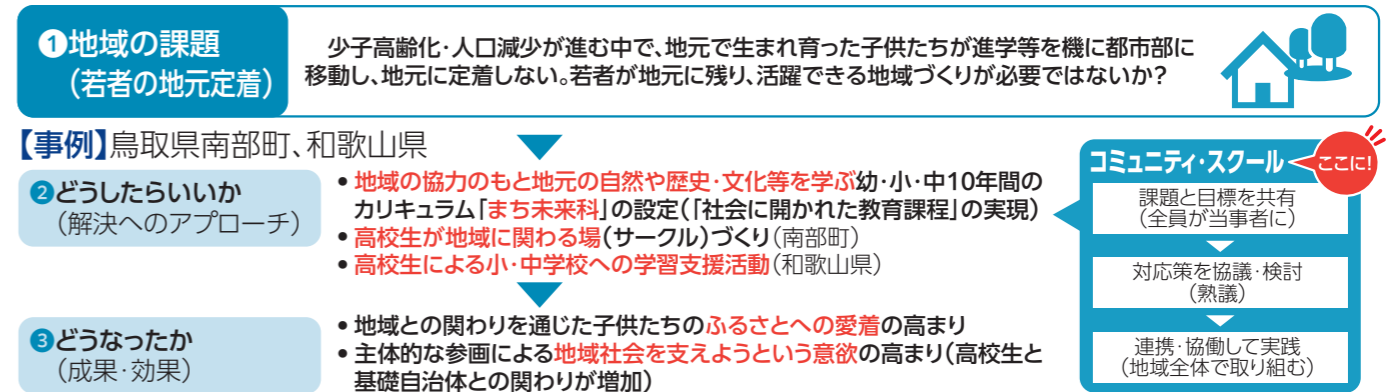 ❶地域の課題
(若者の地元定着)
少子高齢化・人口減少が進む中で、地元で生まれ育った子供たちが進学等を機に都市部に
移動し、地元に定着しない。若者が地元に残り、活躍できる地域づくりが必要ではないか?
【事例】鳥取県南部町、和歌山県
❷どうしたらいいか
(解決へのアプローチ)
• 地域の協力のもと地元の自然や歴史・文化等を学ぶ幼・小・中10年間の
カリキュラム「まち未来科」の設定(「社会に開かれた教育課程」の実現)
• 高校生が地域に関わる場(サークル)づくり(南部町)
• 高校生による小・中学校への学習支援活動(和歌山県)
❸どうなったか
(成果・効果)
• 地域との関わりを通じた子供たちのふるさとへの愛着の高まり
• 主体的な参画による地域社会を支えようという意欲の高まり(高校生と
基礎自治体との関わりが増加)
コミュニティ・スクール
ここに!
課題と目標を共有
(全員が当事者に)
対応策を協議・検討
(熟議)
連携・協働して実践
(地域全体で取り組む)